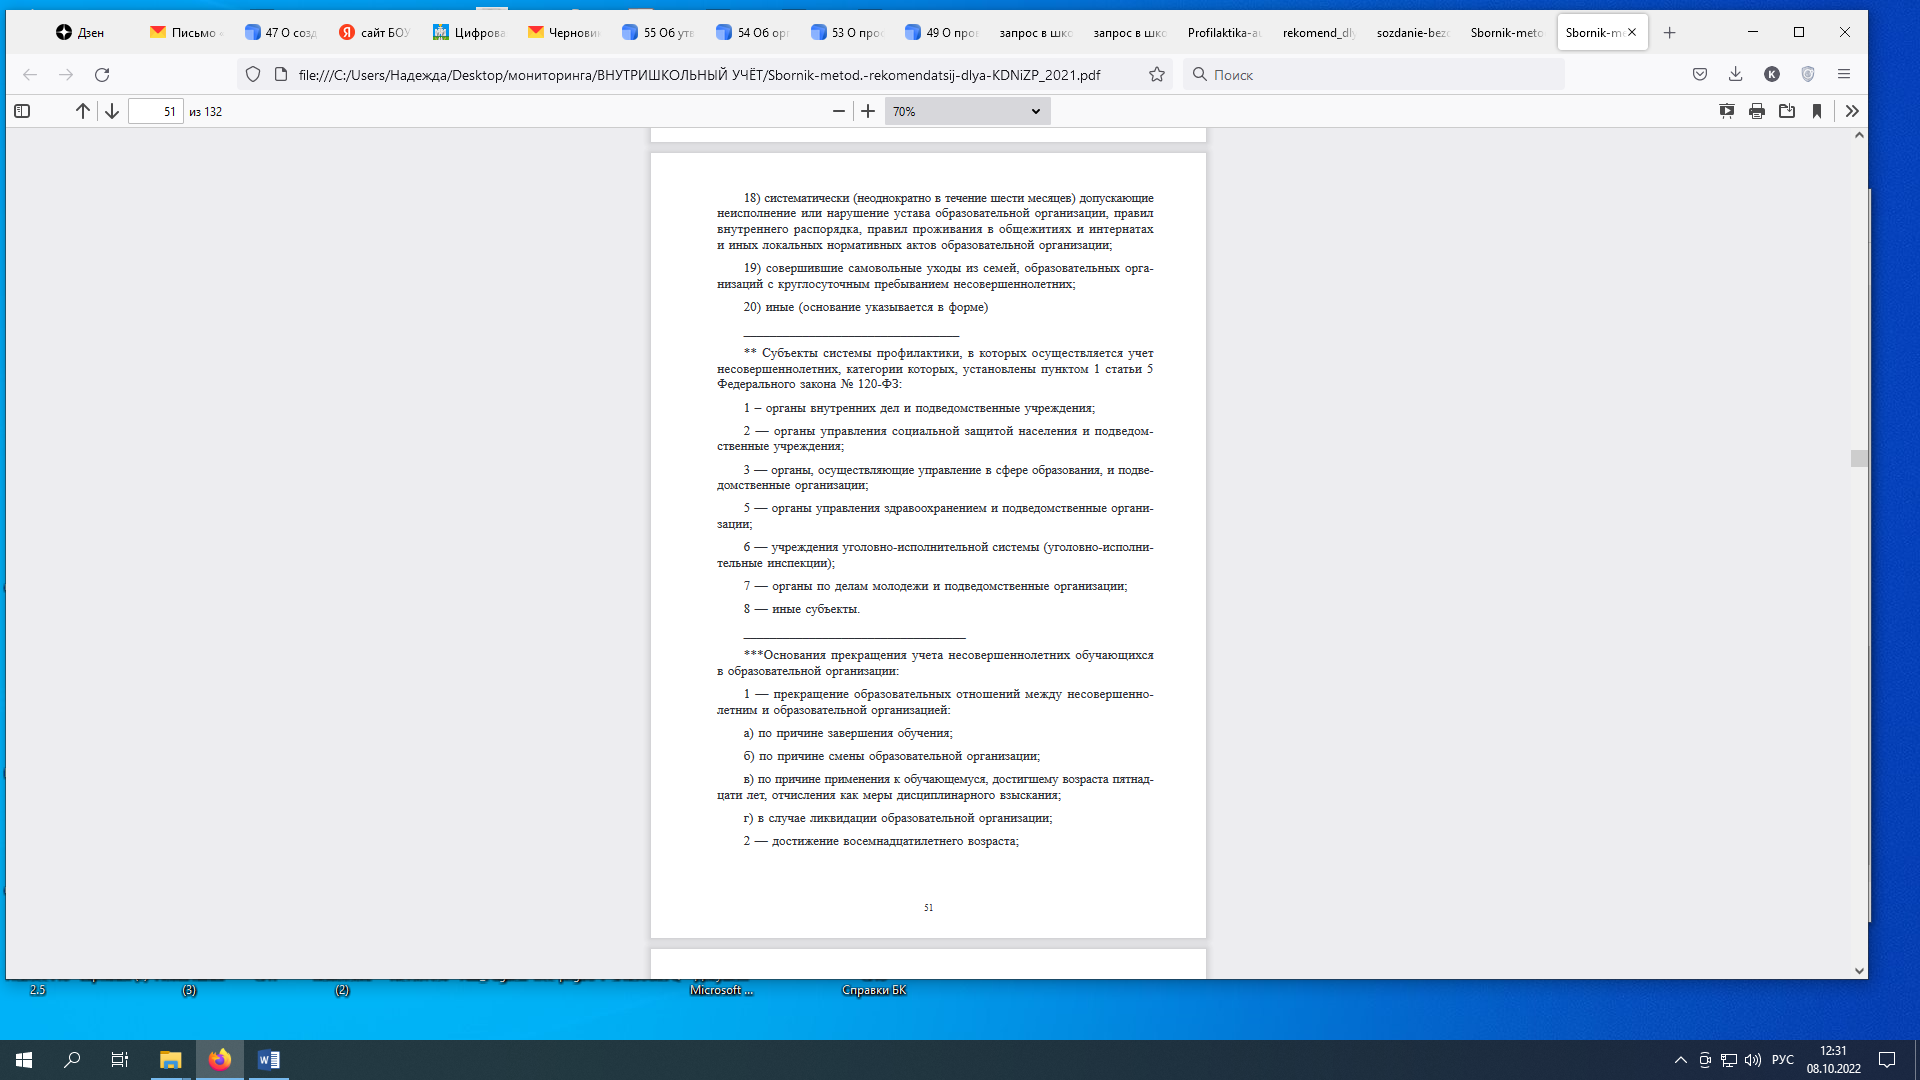 Дзен
Письмо
47 О созд
сайт БОУ
Цифрова
Чернови
55 Об ут
54 Об орг
53 О про
49 О про
запрос в шко
запрос в шко
Profilaktika-a
rekomend_dly
sozdanie-bez
Sbornik-meto
Sbornik-me
file:///C:/Users/Надежда/Desktop/мониторинга/ВНУТРИШКОЛЬНЫЙ УЧЁТ/Sbornik-metod.-rekomendatsij-dlya-KDNiZP_2021.pdf
Поиск
51 из 132
70%
18) систематически (неоднократно в течение шести месяцев) допускающие
неисполнение или нарушение устава образовательной организации, правил
внутреннего распорядка, правил проживания в общежитиях и интернатах
и иных локальных нормативных актов образовательной организации;
19) совершившие самовольные уходы из семей, образовательных орга-
низаций с круглосуточным пребыванием несовершеннолетних;
20) иные (основание указывается в форме)
** Субъекты системы профилактики, в которых осуществляется учет
несовершеннолетних, категории которых, установлены пунктом 1 статьи 5
Федерального закона № 120-ФЗ:
1 – органы внутренних дел и подведомственные учреждения;
2 — органы управления социальной защитой населения и подведом-
ственные учреждения;
3 — органы, осуществляющие управление в сфере образования, и подве-
домственные организации;
5 — органы управления здравоохранением и подведомственные органи-
зации;
6 — учреждения уголовно-исполнительной системы (уголовно-исполни-
тельные инспекции);
7 — органы по делам молодежи и подведомственные организации;
8 — иные субъекты.
***Основания прекращения учета несовершеннолетних обучающихся
в образовательной организации:
1 — прекращение образовательных отношений между несовершенно-
летним и образовательной организацией:
а) по причине завершения обучения;
б) по причине смены образовательной организации;
в) по причине применения к обучающемуся, достигшему возраста пятнад-
цати лет, отчисления как меры дисциплинарного взыскания;
г) в случае ликвидации образовательной организации;
2 — достижение восемнадцатилетнего возраста;
51
2.5
(3)
(2)
Microsoft ...
Справки БК
РУС
12:31
08.10.2022